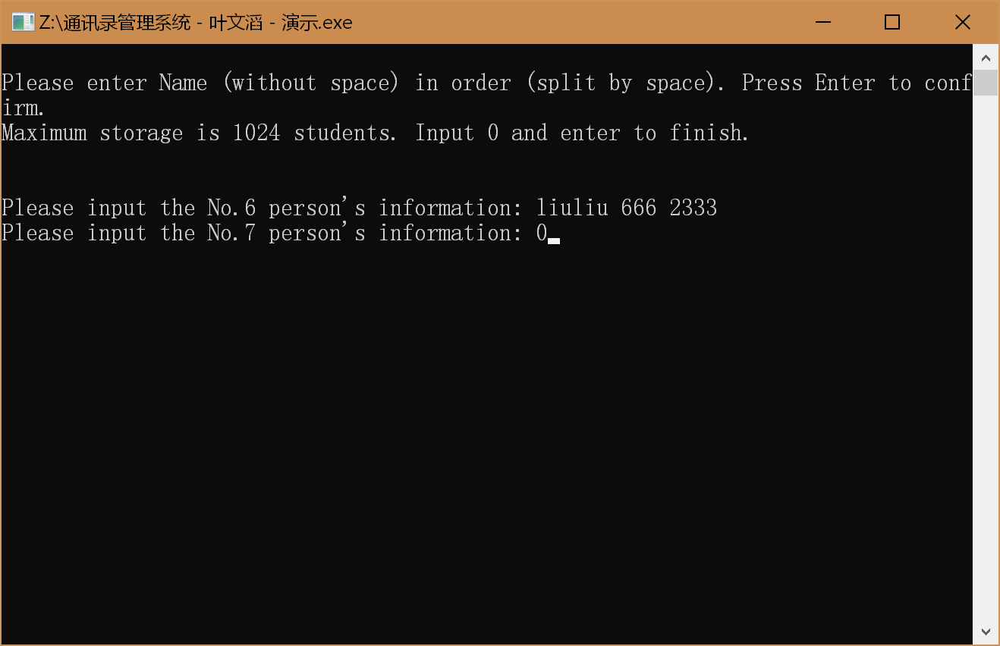 Z:\通讯录管理系统 - 叶文滔 - 演示.exe
Please enter Name (without space) in order (split by space). Press Enter to conf
irm.
Maximum storage is 1024 students. Input 0 and enter to finish.
Please input the No.6 person's information: liuliu 666 2333
Please input the No.7 person's information: 0